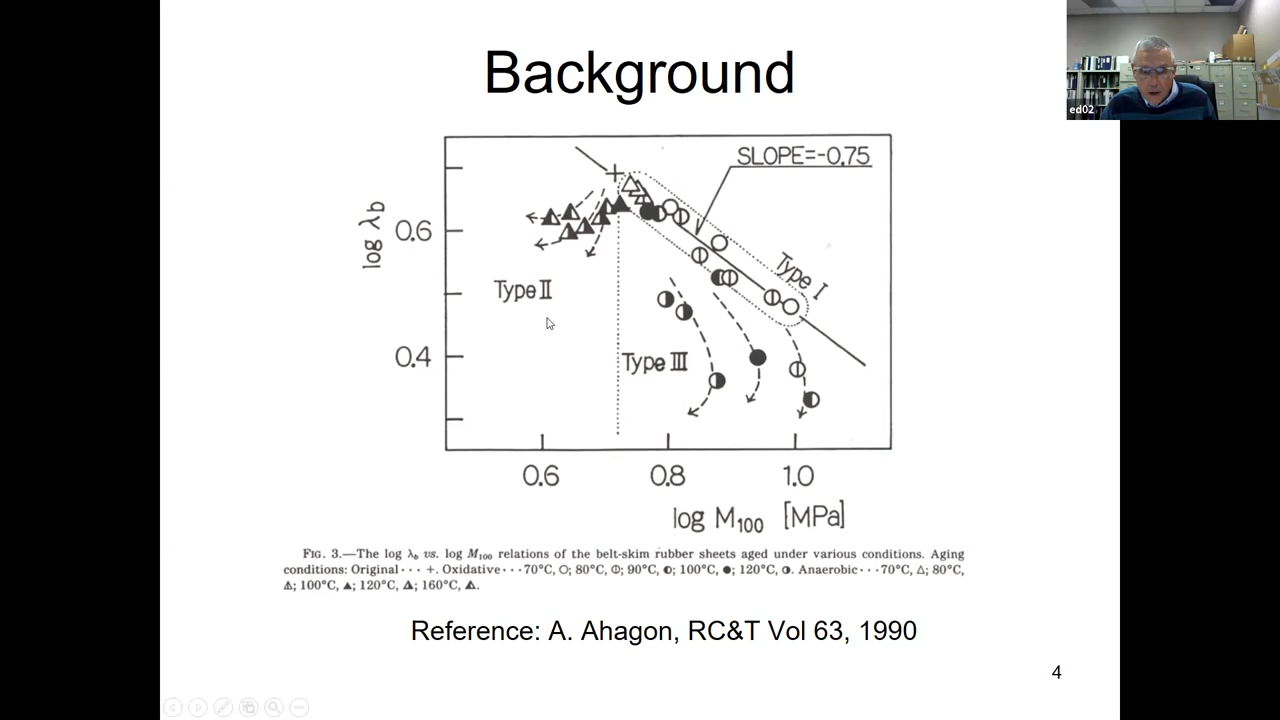 Background
ed02
SLOPE=-0.75
log λb
0.6
0.4
Type I
Type II
Type III
0.6 0.8 1.0
log M100 [MPa]
FIG. 3.—The log λb vs. log M100 relations of the belt-skim rubber sheets aged under various conditions. Aging
conditions: Original · · · +. Oxidative · · · 70°C, ○; 80°C, ⦶; 90°C, ◐; 100°C, ●; 120°C, ◑. Anaerobic · · · 70°C, △; 80°C,
◬; 100°C, ▲; 120°C, ◮; 160°C, ◭.
Reference: A. Ahagon, RC&T Vol 63, 1990
4